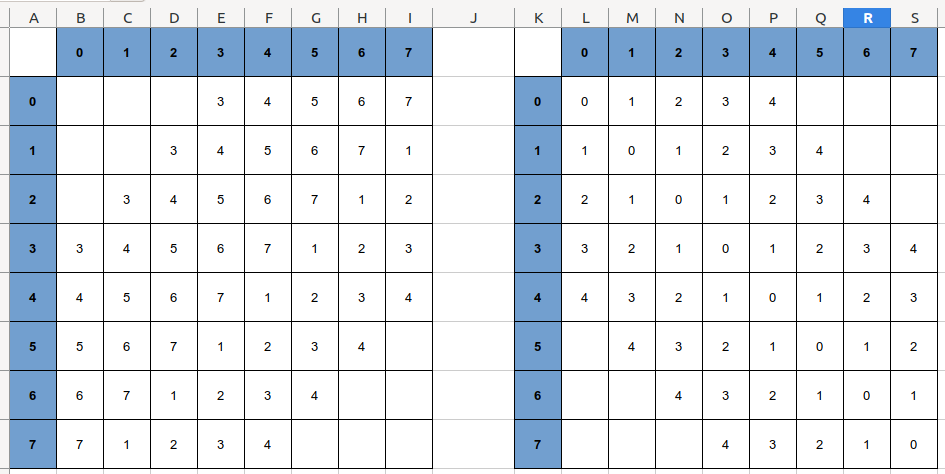 A B C D E F G H I J K L M N O P Q R S
0 1 2 3 4 5 6 7 0 1 2 3 4 5 6 7
0 3 4 5 6 7 0 0 1 2 3 4
1 3 4 5 6 7 1 1 1 0 1 2 3 4
2 3 4 5 6 7 1 2 2 2 1 0 1 2 3 4
3 3 4 5 6 7 1 2 3 3 3 2 1 0 1 2 3 4
4 4 5 6 7 1 2 3 4 4 4 3 2 1 0 1 2 3
5 5 6 7 1 2 3 4 5 4 3 2 1 0 1 2
6 6 7 1 2 3 4 6 4 3 2 1 0 1
7 7 1 2 3 4 7 4 3 2 1 0